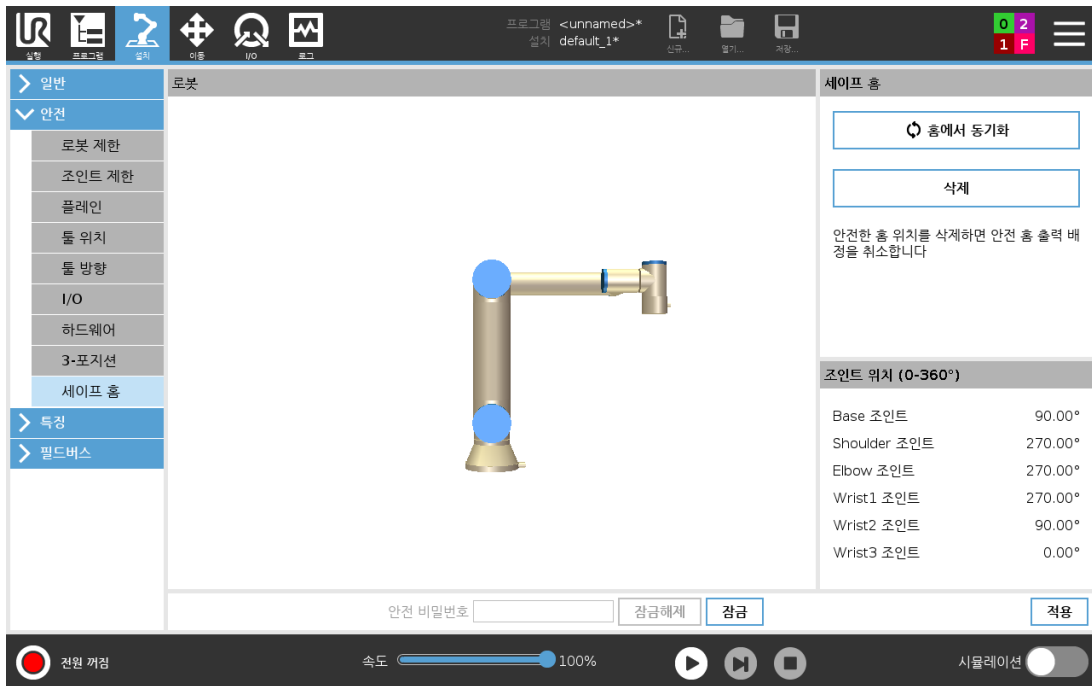 프로그램 <unnamed>*
설치 default_1*
실행 프로그램 설치 이동 I/O 로그 신규... 열기... 저장...
0 2
1 F
일반
안전
로봇 제한
조인트 제한
플레인
툴 위치
툴 방향
I/O
하드웨어
3-포지션
세이프 홈
특징
필드버스
로봇
세이프 홈
홈에서 동기화
삭제
안전한 홈 위치를 삭제하면 안전 홈 출력 배
정을 취소합니다
조인트 위치 (0-360°)
Base 조인트 90.00°
Shoulder 조인트 270.00°
Elbow 조인트 270.00°
Wrist1 조인트 270.00°
Wrist2 조인트 90.00°
Wrist3 조인트 0.00°
안전 비밀번호 잠금해제 잠금 적용
전원 꺼짐 속도 100% 시뮬레이션